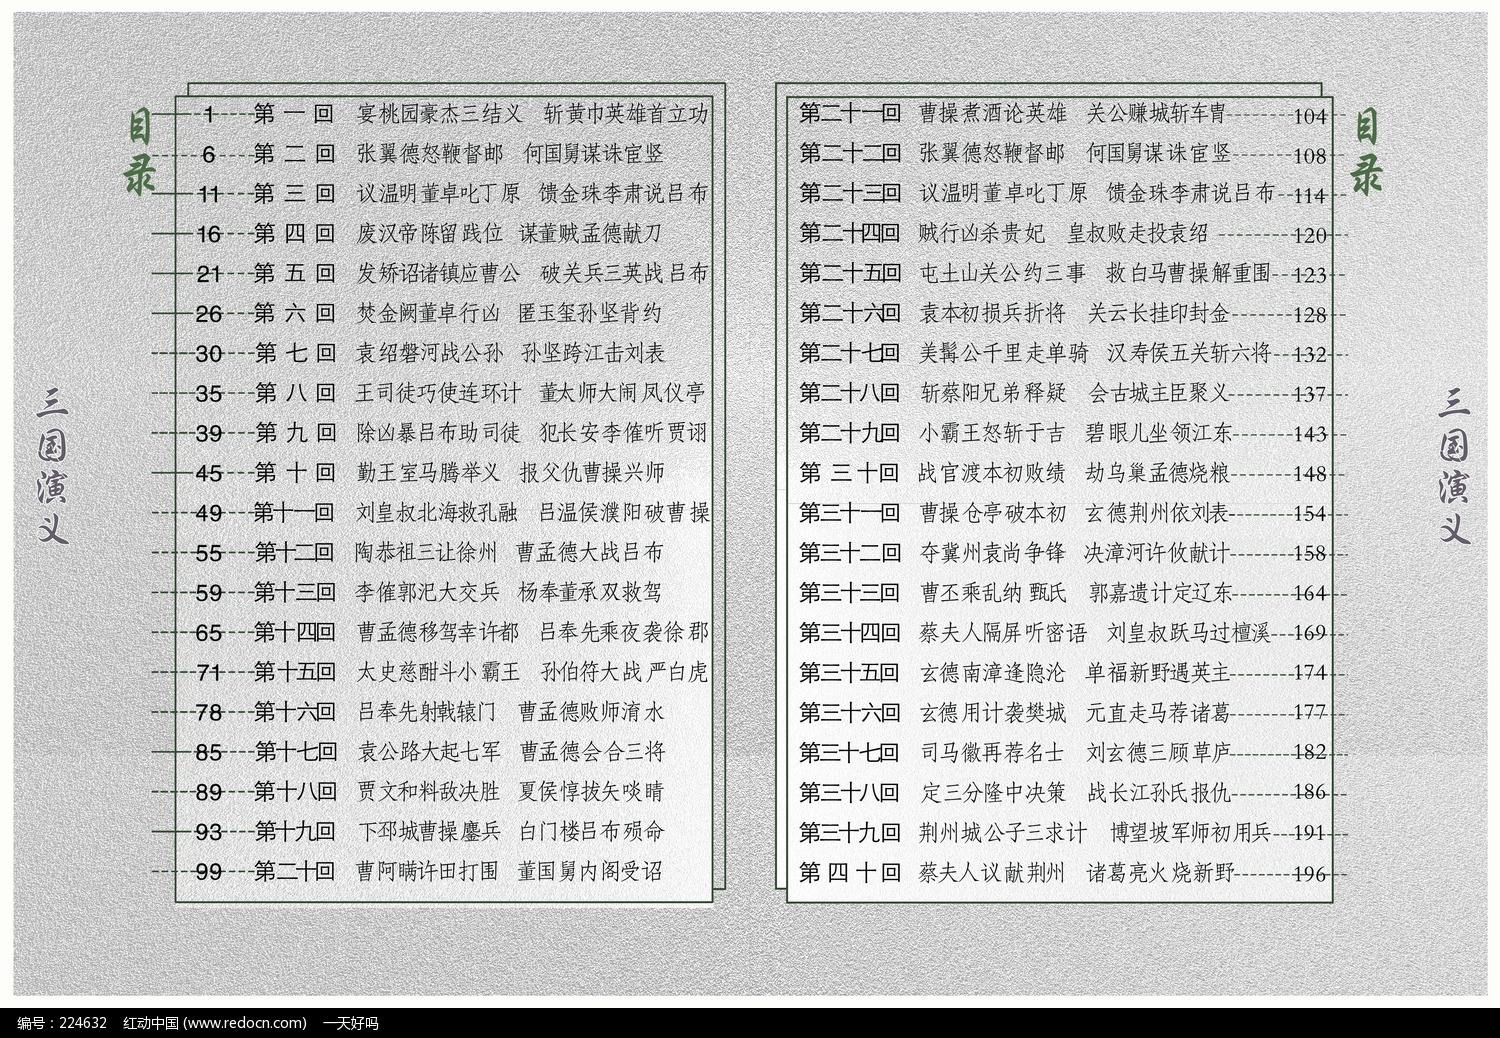 目录
三国演义
1 第一回 宴桃园豪杰三结义 斩黄巾英雄首立功
6 第二回 张翼德怒鞭督邮 何国舅谋诛宦竖
11 第三回 议温明董卓叱丁原 馈金珠李肃说吕布
16 第四回 废汉帝陈留践位 谋董贼孟德献刀
21 第五回 发矫诏诸镇应曹公 破关兵三英战吕布
26 第六回 焚金阙董卓行凶 匿玉玺孙坚背约
30 第七回 袁绍磐河战公孙 孙坚跨江击刘表
35 第八回 王司徒巧使连环计 董太师大闹凤仪亭
39 第九回 除凶暴吕布助司徒 犯长安李傕听贾诩
45 第十回 勤王室马腾举义 报父仇曹操兴师
49 第十一回 刘皇叔北海救孔融 吕温侯濮阳破曹操
55 第十二回 陶恭祖三让徐州 曹孟德大战吕布
59 第十三回 李傕郭汜大交兵 杨奉董承双救驾
65 第十四回 曹孟德移驾幸许都 吕奉先乘夜袭徐郡
71 第十五回 太史慈酣斗小霸王 孙伯符大战严白虎
78 第十六回 吕奉先射戟辕门 曹孟德败师淯水
85 第十七回 袁公路大起七军 曹孟德会合三将
89 第十八回 贾文和料敌决胜 夏侯惇拔矢啖睛
93 第十九回 下邳城曹操鏖兵 白门楼吕布殒命
99 第二十回 曹阿瞒许田打围 董国舅内阁受诏
第二十一回 曹操煮酒论英雄 关公赚城斩车胄 104
第二十二回 张翼德怒鞭督邮 何国舅谋诛宦竖 108
第二十三回 议温明董卓叱丁原 馈金珠李肃说吕布 114
第二十四回 贼行凶杀贵妃 皇叔败走投袁绍 120
第二十五回 屯土山关公约三事 救白马曹操解重围 123
第二十六回 袁本初损兵折将 关云长挂印封金 128
第二十七回 美髯公千里走单骑 汉寿侯五关斩六将 132
第二十八回 斩蔡阳兄弟释疑 会古城主臣聚义 137
第二十九回 小霸王怒斩于吉 碧眼儿坐领江东 143
第三十回 战官渡本初败绩 劫乌巢孟德烧粮 148
第三十一回 曹操仓亭破本初 玄德荆州依刘表 154
第三十二回 夺冀州袁尚争锋 决漳河许攸献计 158
第三十三回 曹丕乘乱纳甄氏 郭嘉遗计定辽东 164
第三十四回 蔡夫人隔屏听密语 刘皇叔跃马过檀溪 169
第三十五回 玄德南漳逢隐沦 单福新野遇英主 174
第三十六回 玄德用计袭樊城 元直走马荐诸葛 177
第三十七回 司马徽再荐名士 刘玄德三顾草庐 182
第三十八回 定三分隆中决策 战长江孙氏报仇 186
第三十九回 荆州城公子三求计 博望坡军师初用兵 191
第四十回 蔡夫人议献荆州 诸葛亮火烧新野 196
目录
三国演义
编号：224632 红动中国 (www.redocn.com) 一天好吗